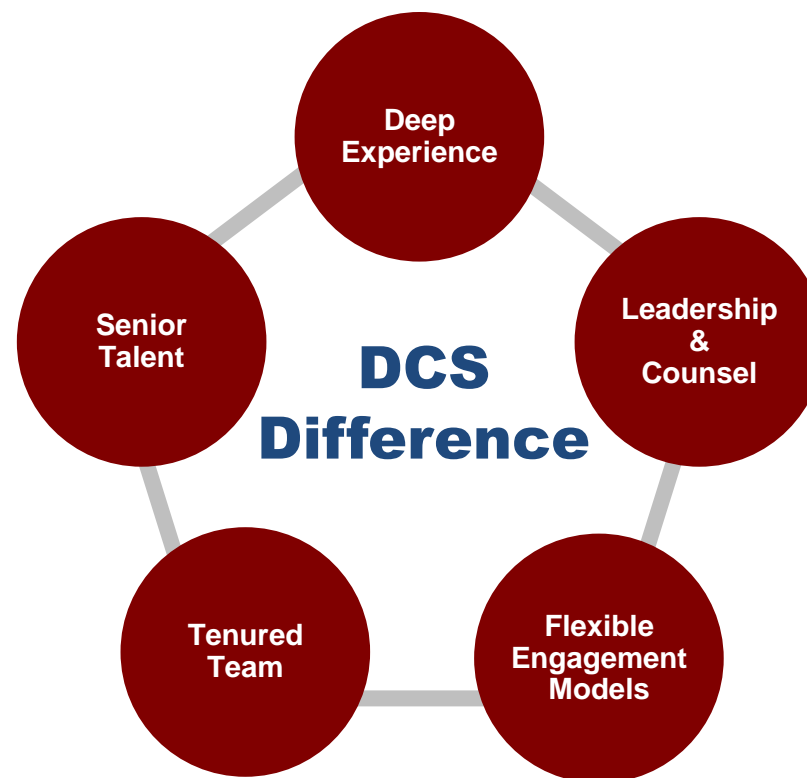 Deep
Experience
Leadership
&
Counsel
Senior
Talent
DCS
Difference
Flexible
Engagement
Models
Tenured
Team